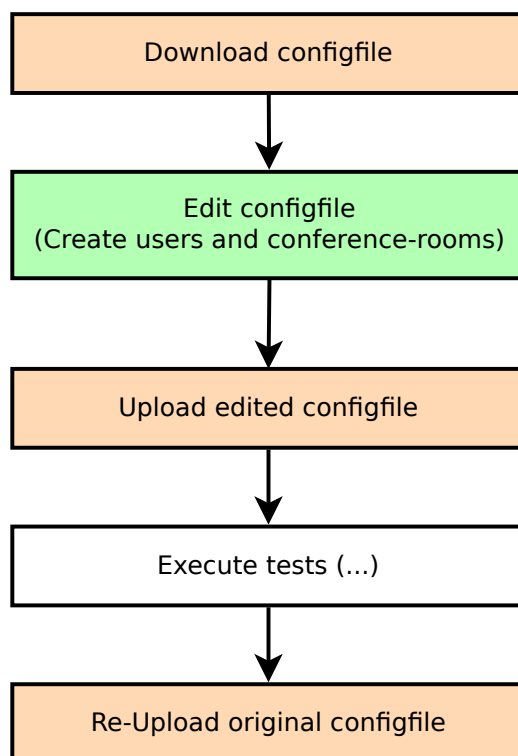 Download configfile
Edit configfile
(Create users and conference-rooms)
Upload edited configfile
Execute tests (...)
Re-Upload original configfile